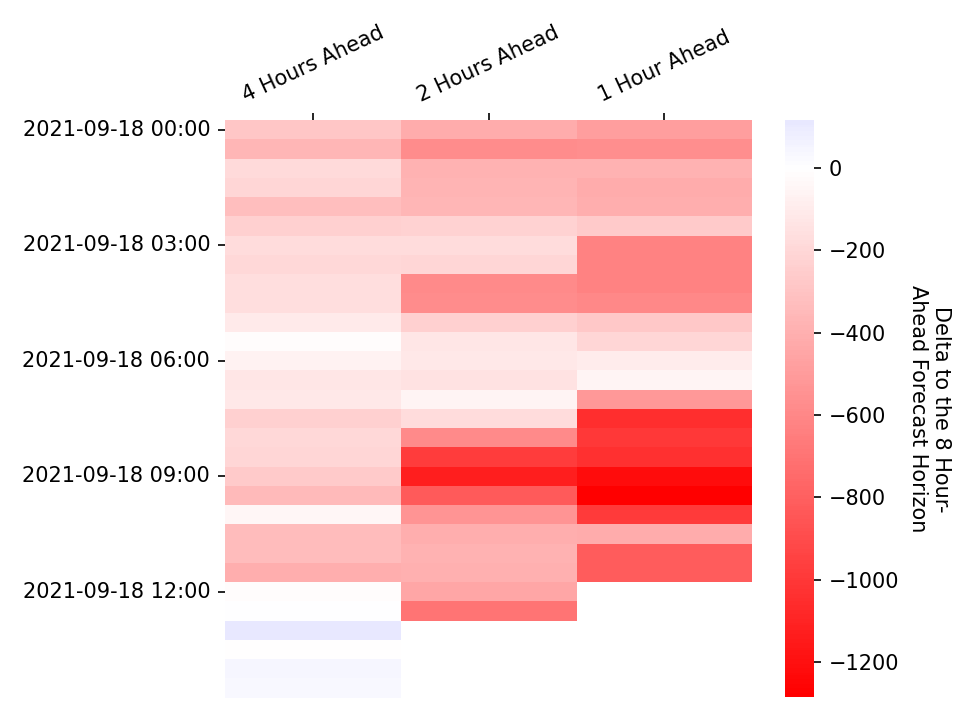 4 Hours Ahead
2 Hours Ahead
1 Hour Ahead
2021-09-18 00:00
2021-09-18 03:00
2021-09-18 06:00
2021-09-18 09:00
2021-09-18 12:00
0
−200
−400
−600
−800
−1000
−1200
Delta to the 8 Hour-
Ahead Forecast Horizon